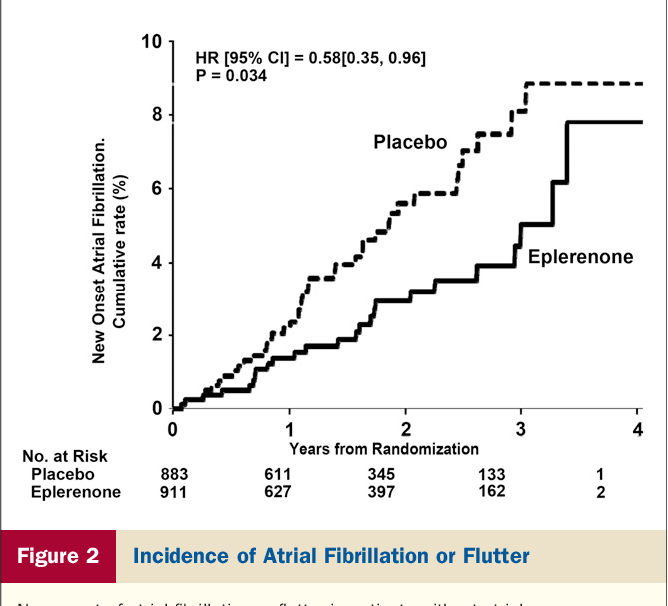 10
HR [95% CI] = 0.58[0.35, 0.96]
P = 0.034
8
Placebo
New Onset Atrial Fibrillation.
Cumulative rate (%)
6
4
Eplerenone
2
0
0 1 2 3 4
Years from Randomization
No. at Risk
Placebo 883 611 345 133 1
Eplerenone 911 627 397 162 2
Figure 2 Incidence of Atrial Fibrillation or Flutter